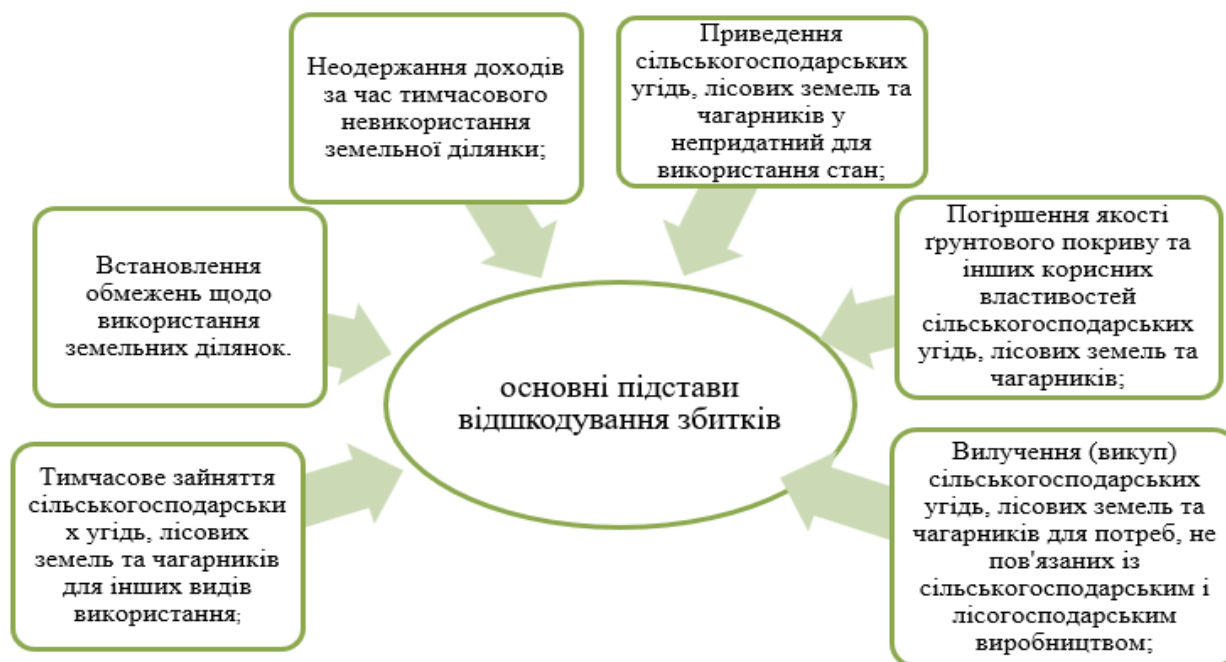 Неодержання доходів
за час тимчасового
невикористання
земельної ділянки;
Приведення
сільськогосподарських
угідь, лісових земель та
чагарників у
непридатний для
використання стан;
Встановлення
обмежень щодо
використання
земельних ділянок.
Погіршення якості
ґрунтового покриву та
інших корисних
властивостей
сільськогосподарських
угідь, лісових земель та
чагарників;
основні підстави
відшкодування збитків
Тимчасове зайняття
сільськогосподарськи
х угідь, лісових
земель та чагарників
для інших видів
використання;
Вилучення (викуп)
сільськогосподарських
угідь, лісових земель та
чагарників для потреб, не
пов'язаних із
сільськогосподарським і
лісогосподарським
виробництвом;